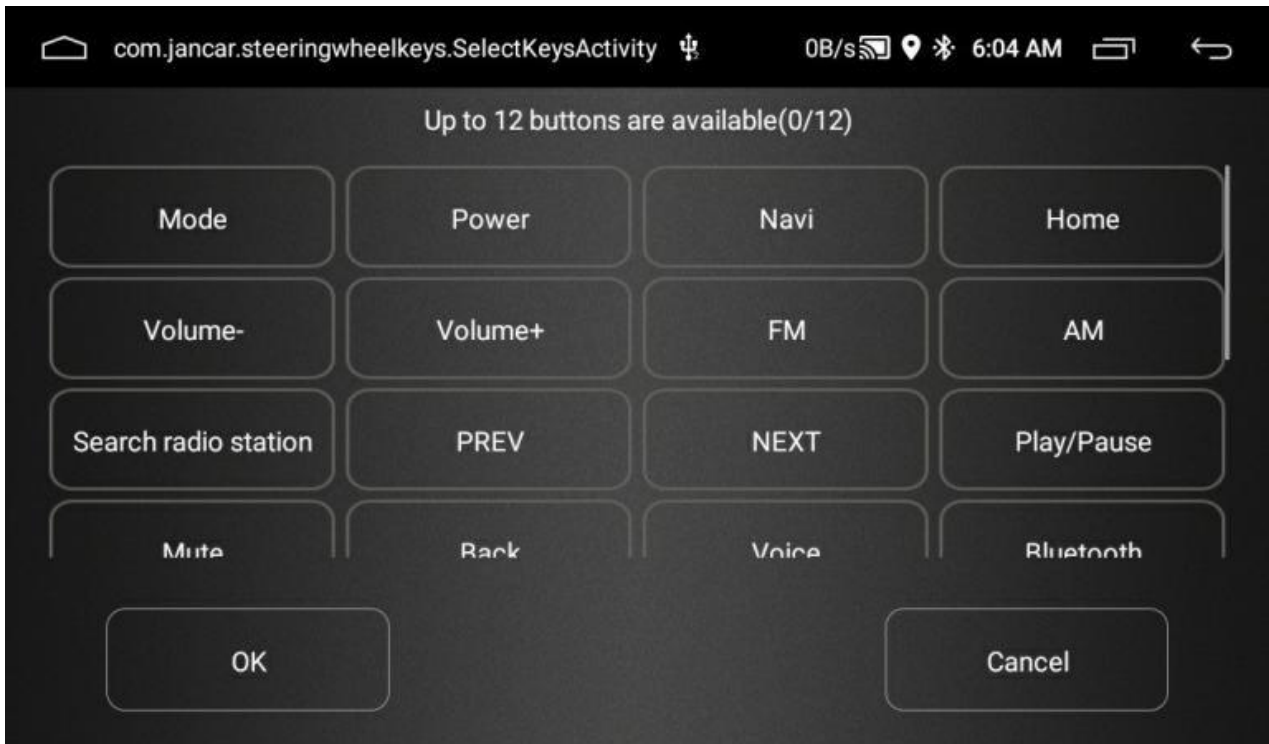 com.jancar.steeringwheelkeys.SelectKeysActivity 0B/s 6:04 AM
Up to 12 buttons are available(0/12)
Mode Power Navi Home
Volume- Volume+ FM AM
Search radio station PREV NEXT Play/Pause
Mute Back Voice Bluetooth
OK Cancel